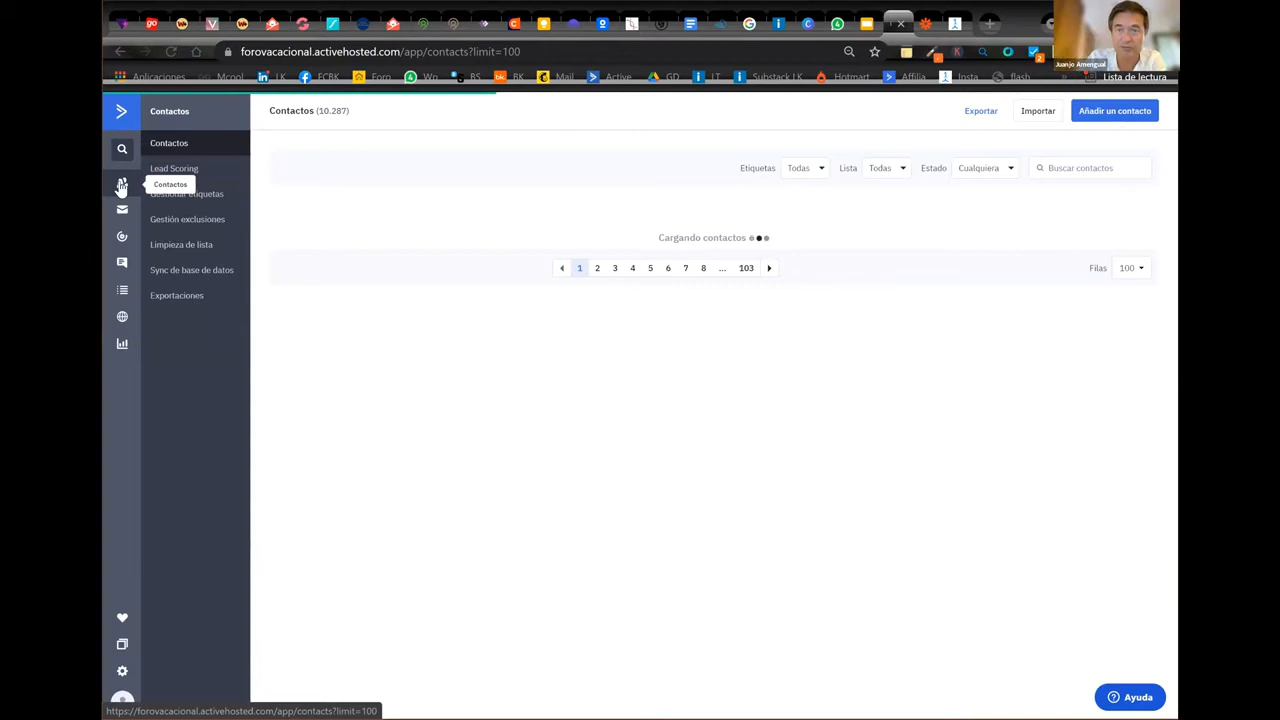 forovacacional.activehosted.com/app/contacts?limit=100
Juanjo Amengual
Aplicaciones Mcool LK FCBK Foro Wp BS BK Mail Active GD LT Substack LK Hotmart Affilia Insta flash Lista de lectura
Contactos
Contactos (10.287)
Exportar
Importar
Añadir un contacto
Contactos
Lead Scoring
Contactos
Gestionar etiquetas
Gestión exclusiones
Limpieza de lista
Sync de base de datos
Exportaciones
Etiquetas Todas Lista Todas Estado Cualquiera Buscar contactos
Cargando contactos
1 2 3 4 5 6 7 8 ... 103
Filas 100
Ayuda
https://forovacacional.activehosted.com/app/contacts?limit=100